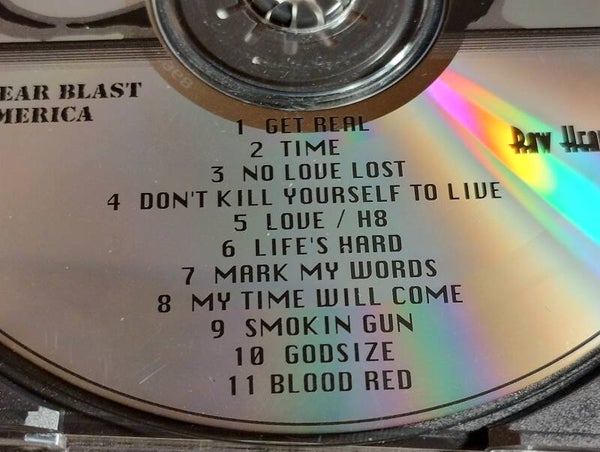 EAR BLAST
MERICA
1 GET REAL
2 TIME
3 NO LOVE LOST
4 DON'T KILL YOURSELF TO LIVE
5 LOVE / H8
6 LIFE'S HARD
7 MARK MY WORDS
8 MY TIME WILL COME
9 SMOKIN GUN
10 GODSIZE
11 BLOOD RED
RAW HEA